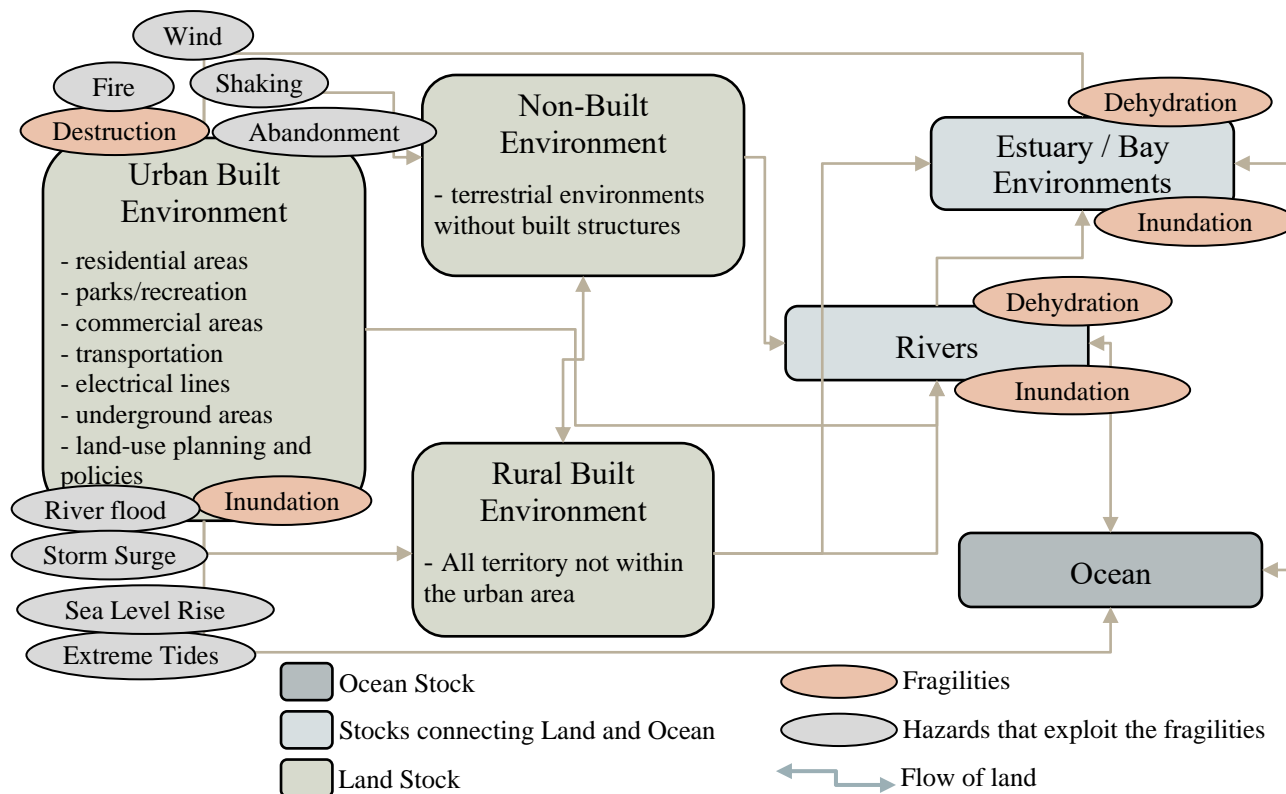 Wind
Fire
Shaking
Destruction
Abandonment
Urban Built
Environment
- residential areas
- parks/recreation
- commercial areas
- transportation
- electrical lines
- underground areas
- land-use planning and
policies
River flood
Inundation
Storm Surge
Sea Level Rise
Extreme Tides
Non-Built
Environment
- terrestrial environments
without built structures
Rural Built
Environment
- All territory not within
the urban area
Dehydration
Estuary / Bay
Environments
Inundation
Dehydration
Rivers
Inundation
Ocean
Ocean Stock
Stocks connecting Land and Ocean
Land Stock
Fragilities
Hazards that exploit the fragilities
Flow of land